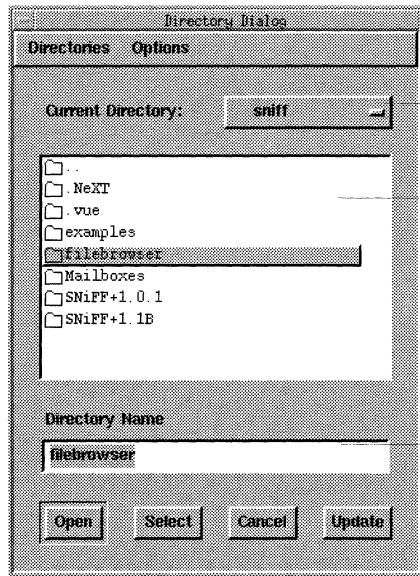 Directory Dialog
Directories Options
Current Directory: sniff
..
.NeXT
.vue
examples
filebrowser
Mailboxes
SNiFF+1.0.1
SNiFF+1.1B
Directory Name
filebrowser
Open Select Cancel Update